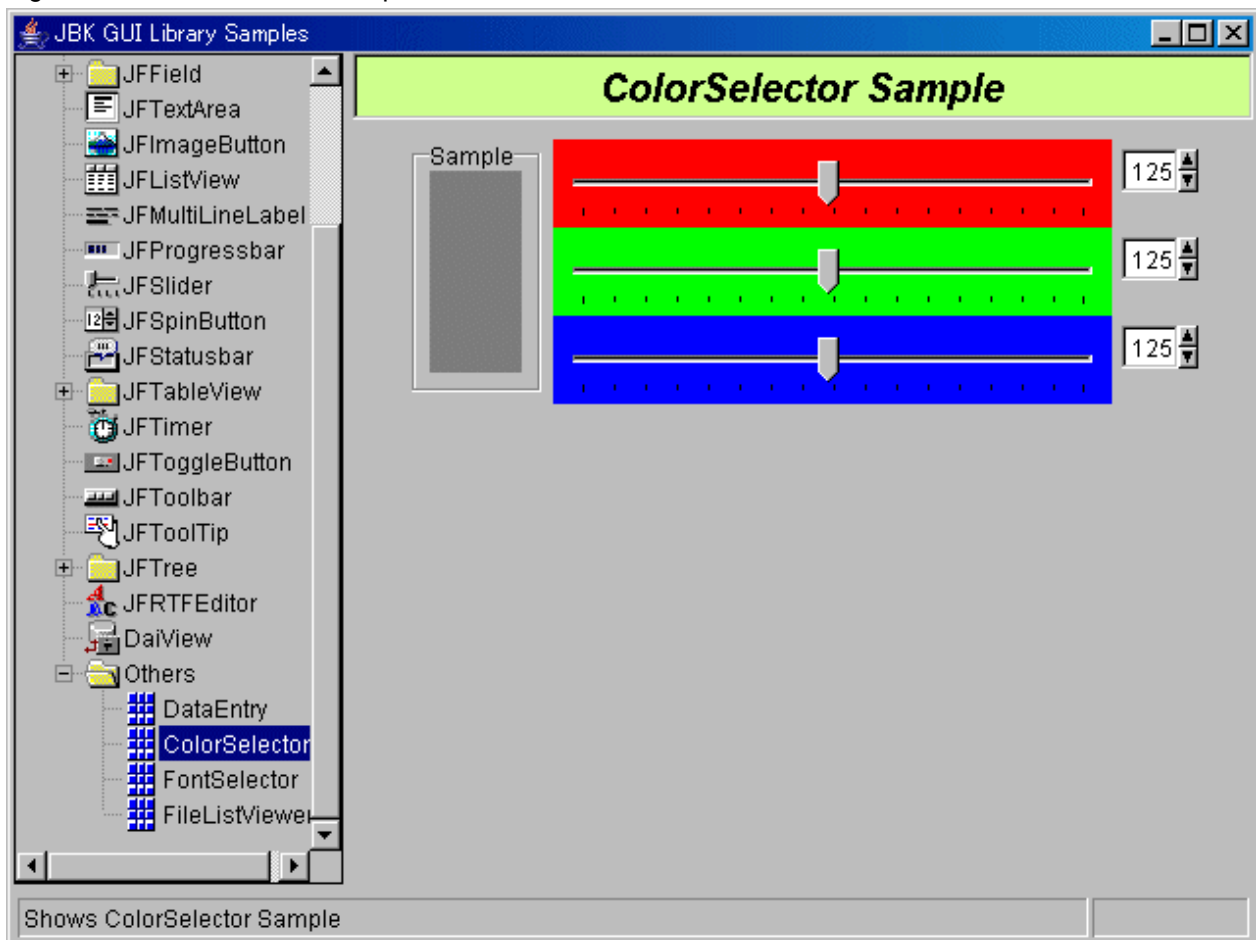 JBK GUI Library Samples
JFField
JFTextArea
JFImageButton
JFListView
JFMultiLineLabel
JFProgressbar
JFSlider
JFSpinButton
JFStatusbar
JFTableView
JFTimer
JFToggleButton
JFToolbar
JFToolTip
JFTree
JFRTFEditor
DaiView
Others
DataEntry
ColorSelector
FontSelector
FileListViewer
ColorSelector Sample
Sample
125
125
125
Shows ColorSelector Sample